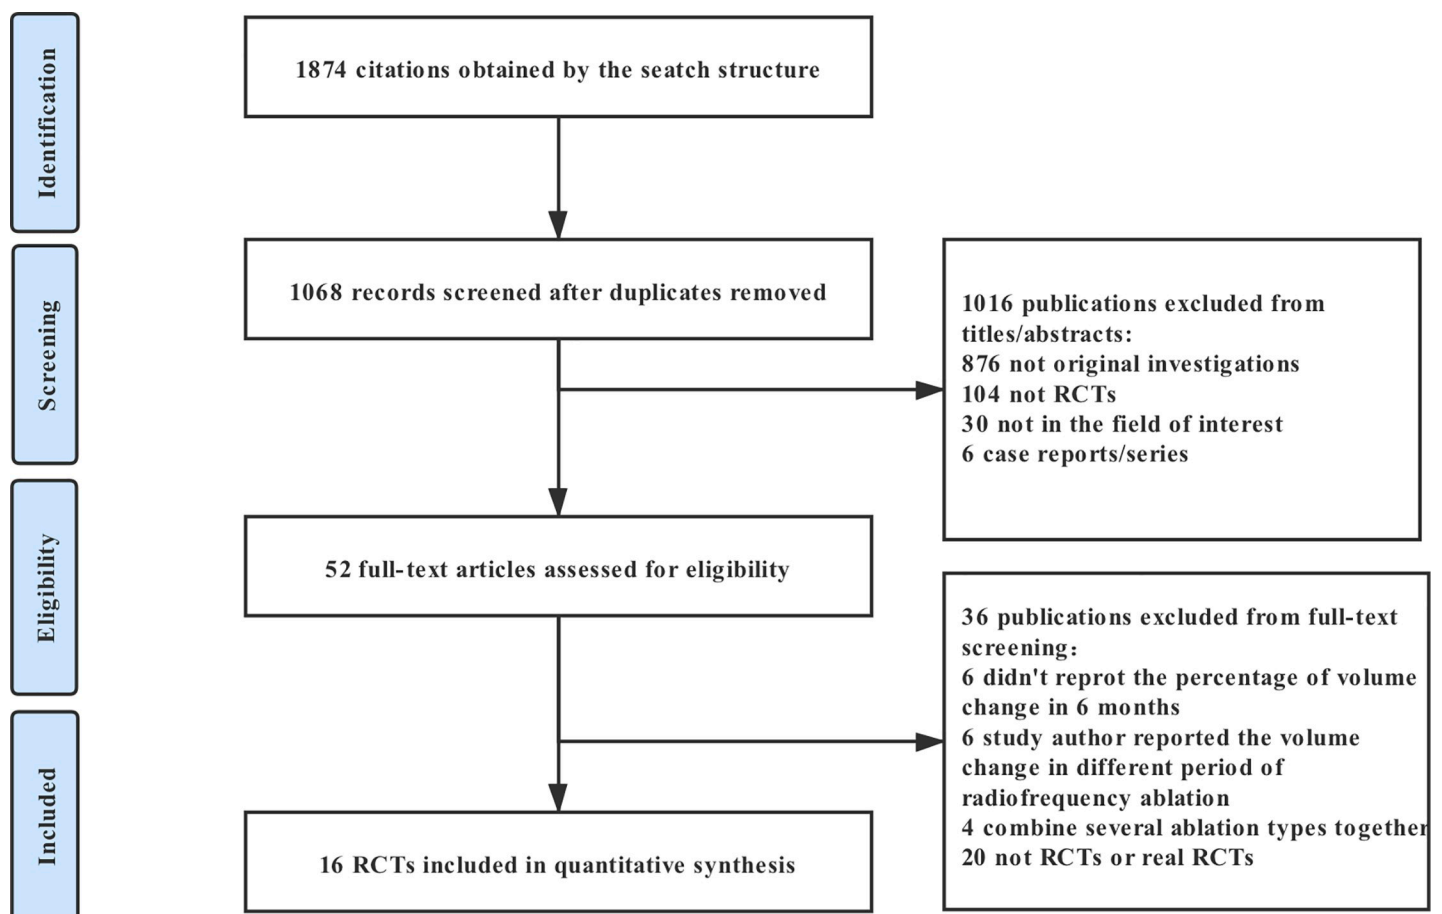 Identification
1874 citations obtained by the seatch structure
Screening
1068 records screened after duplicates removed
1016 publications excluded from
titles/abstracts:
876 not original investigations
104 not RCTs
30 not in the field of interest
6 case reports/series
Eligibility
52 full-text articles assessed for eligibility
36 publications excluded from full-text
screening:
6 didn't reprot the percentage of volume
change in 6 months
6 study author reported the volume
change in different period of
radiofrequency ablation
4 combine several ablation types together
20 not RCTs or real RCTs
Included
16 RCTs included in quantitative synthesis